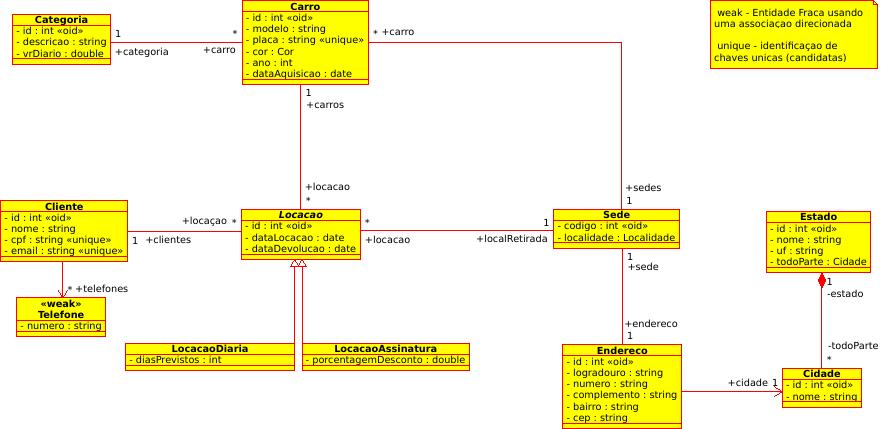 Categoria
- id : int «oid»
- descricao : string
- vrDiario : double
1
+categoria
*
+carro
Carro
- id : int «oid»
- modelo : string
- placa : string «unique»
- cor : Cor
- ano : int
- dataAquisicao : date
* +carro
weak - Entidade Fraca usando
uma associaçao direcionada
unique - identificaçao de
chaves unicas (candidatas)
1
+carros
+locacao
*
+sedes
1
Cliente
- id : int «oid»
- nome : string
- cpf : string «unique»
- email : string «unique»
+locaçao *
1 +clientes
Locacao
- id : int «oid»
- dataLocacao : date
- dataDevolucao : date
*
+locacao
1
+localRetirada
Sede
- codigo : int «oid»
- localidade : Localidade
Estado
- id : int «oid»
- nome : string
- uf : string
- todoParte : Cidade
1
+sede
1
-estado
* +telefones
«weak»
Telefone
- numero : string
LocacaoDiaria
- diasPrevistos : int
LocacaoAssinatura
- porcentagemDesconto : double
+endereco
1
Endereco
- id : int «oid»
- logradouro : string
- numero : string
- complemento : string
- bairro : string
- cep : string
+cidade 1
-todoParte
*
Cidade
- id : int «oid»
- nome : string